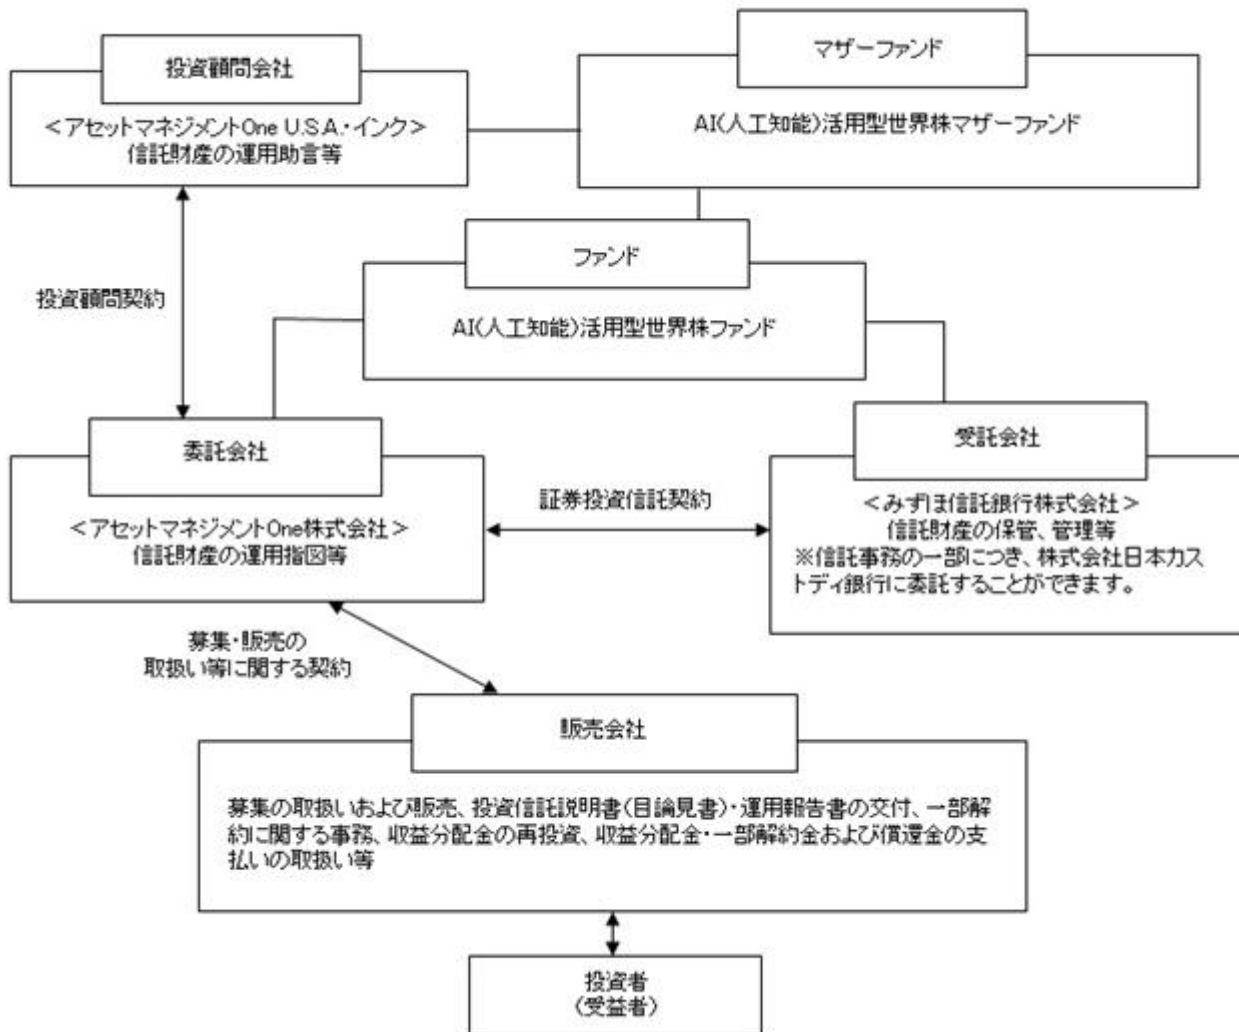 マザーファンド
投資顧問会社
AI(人工知能)活用型世界株マザーファンド
＜アセットマネジメントOne U.S.A.・インク＞
信託財産の運用助言等
ファンド
投資顧問契約
AI(人工知能)活用型世界株ファンド
委託会社
受託会社
＜アセットマネジメントOne株式会社＞
信託財産の運用指図等
証券投資信託契約
＜みずほ信託銀行株式会社＞
信託財産の保管、管理等
※信託事務の一部につき、株式会社日本カス
トディ銀行に委託することができます。
募集・販売の
取扱い等に関する契約
販売会社
募集の取扱いおよび販売、投資信託説明書(目論見書)・運用報告書の交付、一部解
約に関する事務、収益分配金の再投資、収益分配金・一部解約金および償還金の支
払いの取扱い等
投資者
(受益者)